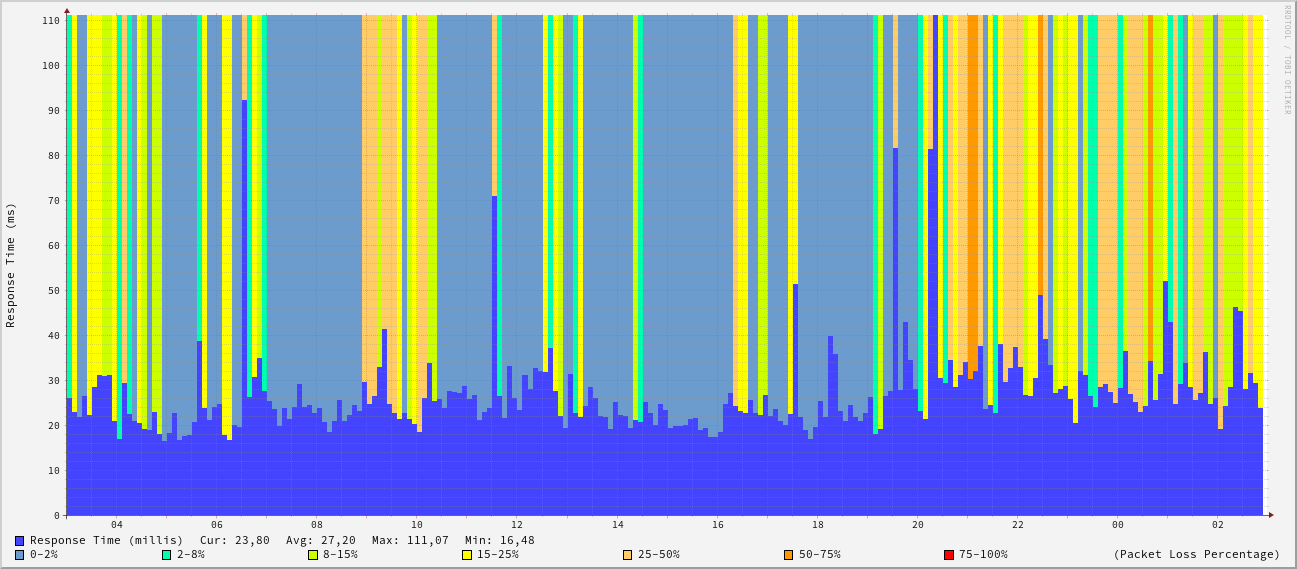 RRDTOOL / TOBI OETIKER
Response Time (ms)
110
100
90
80
70
60
50
40
30
20
10
0
04 06 08 10 12 14 16 18 20 22 00 02
Response Time (millis) Cur: 23,80 Avg: 27,20 Max: 111,07 Min: 16,48
0-2% 2-8% 8-15% 15-25% 25-50% 50-75% 75-100% (Packet Loss Percentage)